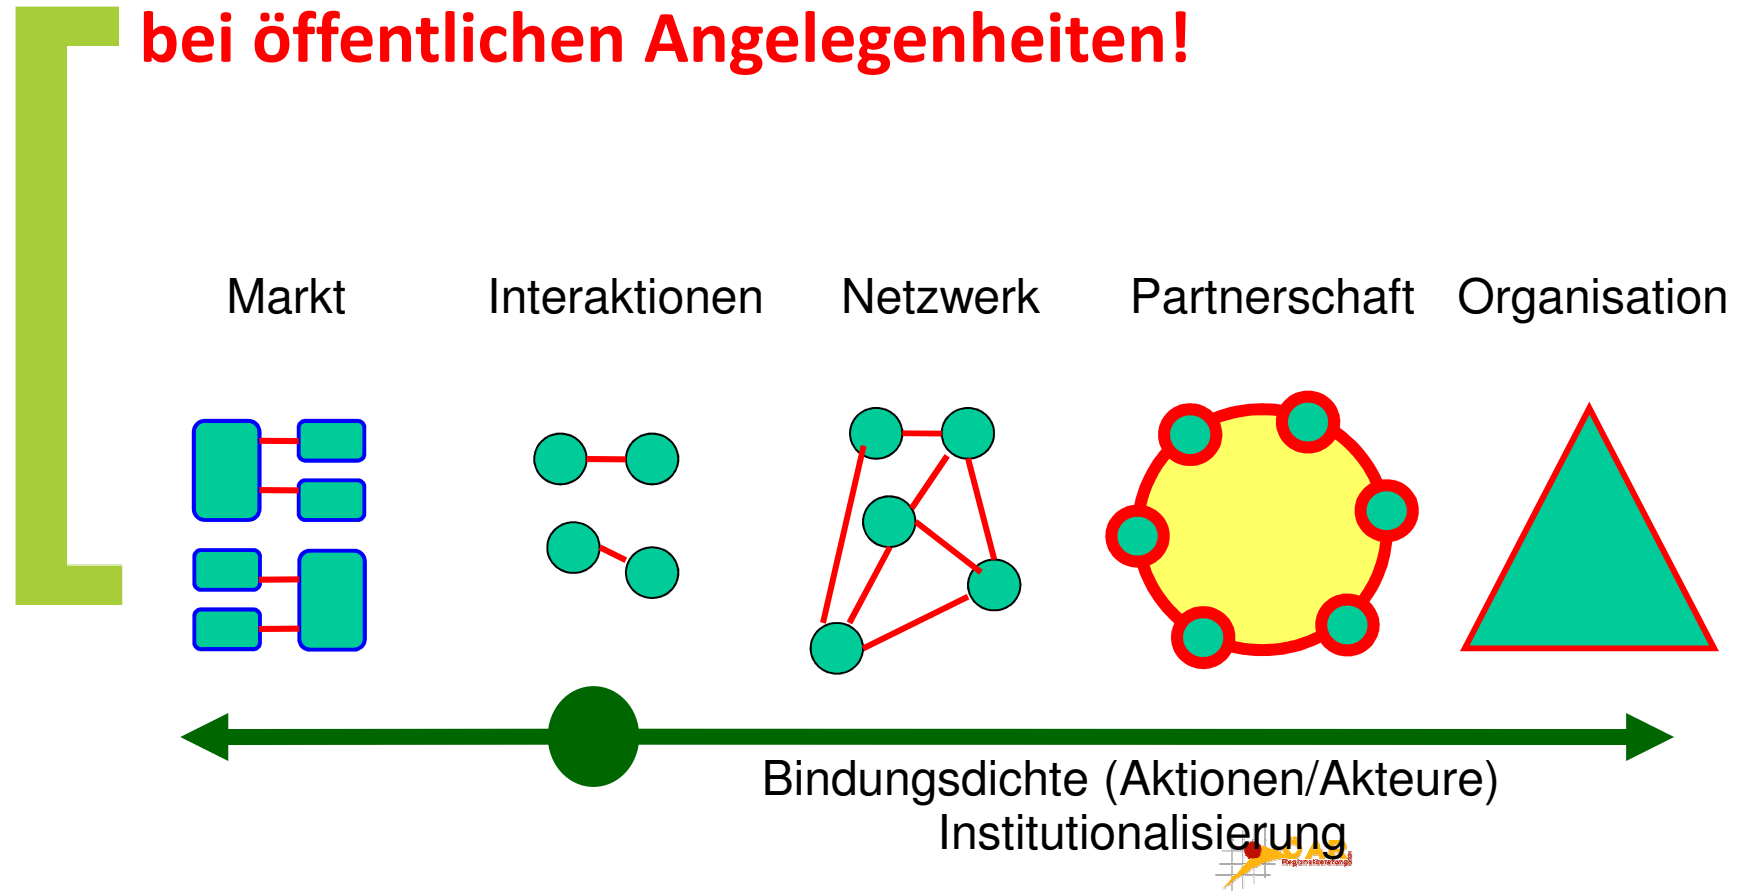 bei öffentlichen Angelegenheiten!
Markt Interaktionen Netzwerk Partnerschaft Organisation
Bindungsdichte (Aktionen/Akteure)
Institutionalisierung